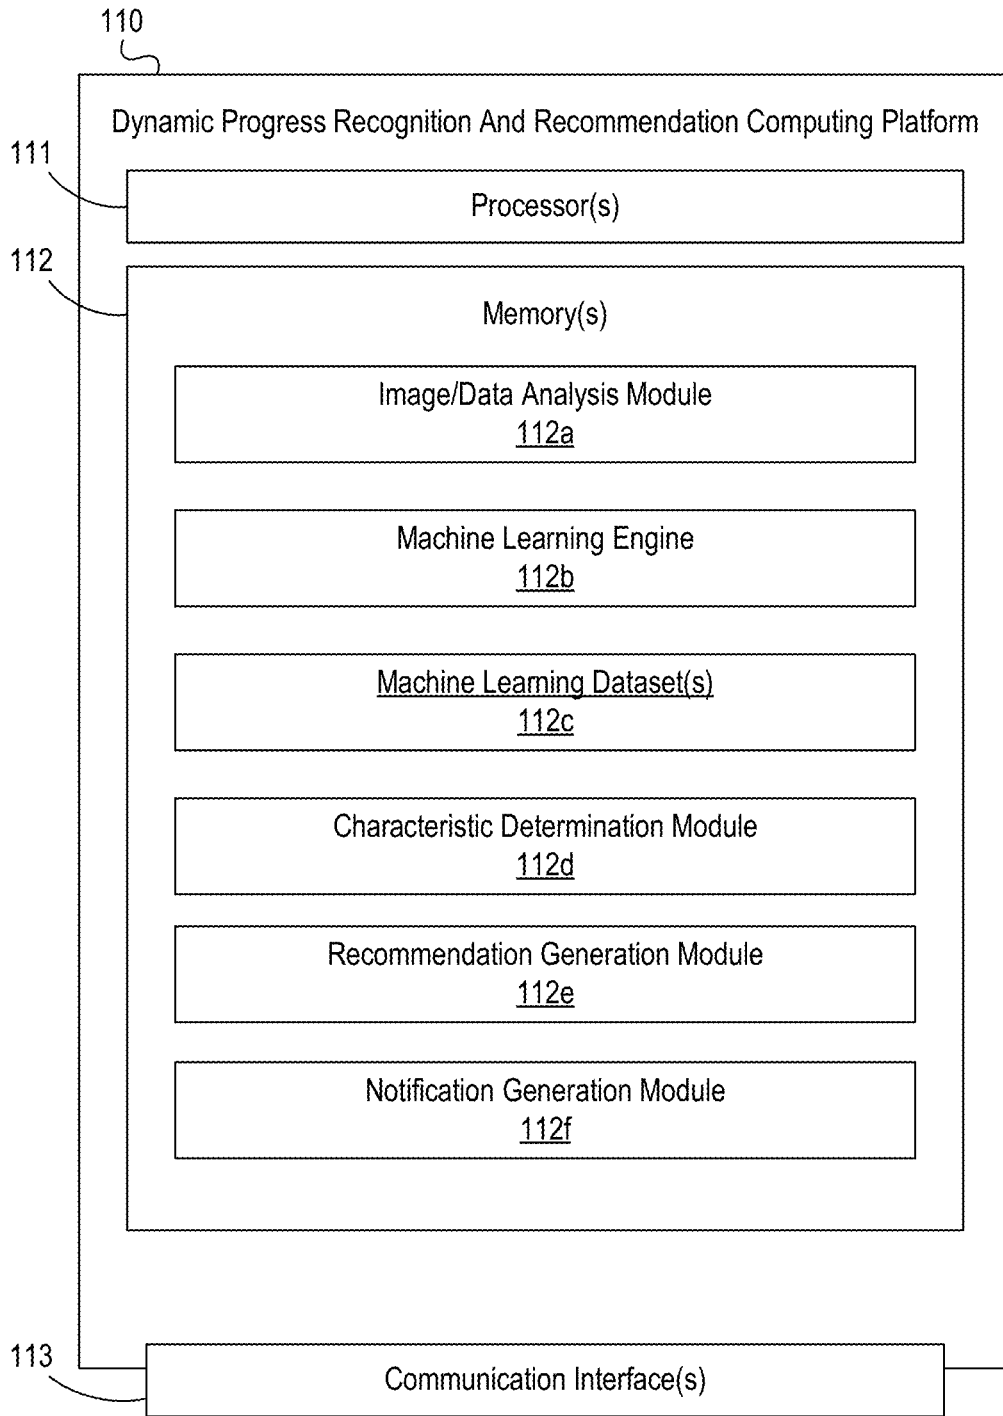 110
Dynamic Progress Recognition And Recommendation Computing Platform
111
Processor(s)
112
Memory(s)
Image/Data Analysis Module
112a
Machine Learning Engine
112b
Machine Learning Dataset(s)
112c
Characteristic Determination Module
112d
Recommendation Generation Module
112e
Notification Generation Module
112f
113
Communication Interface(s)